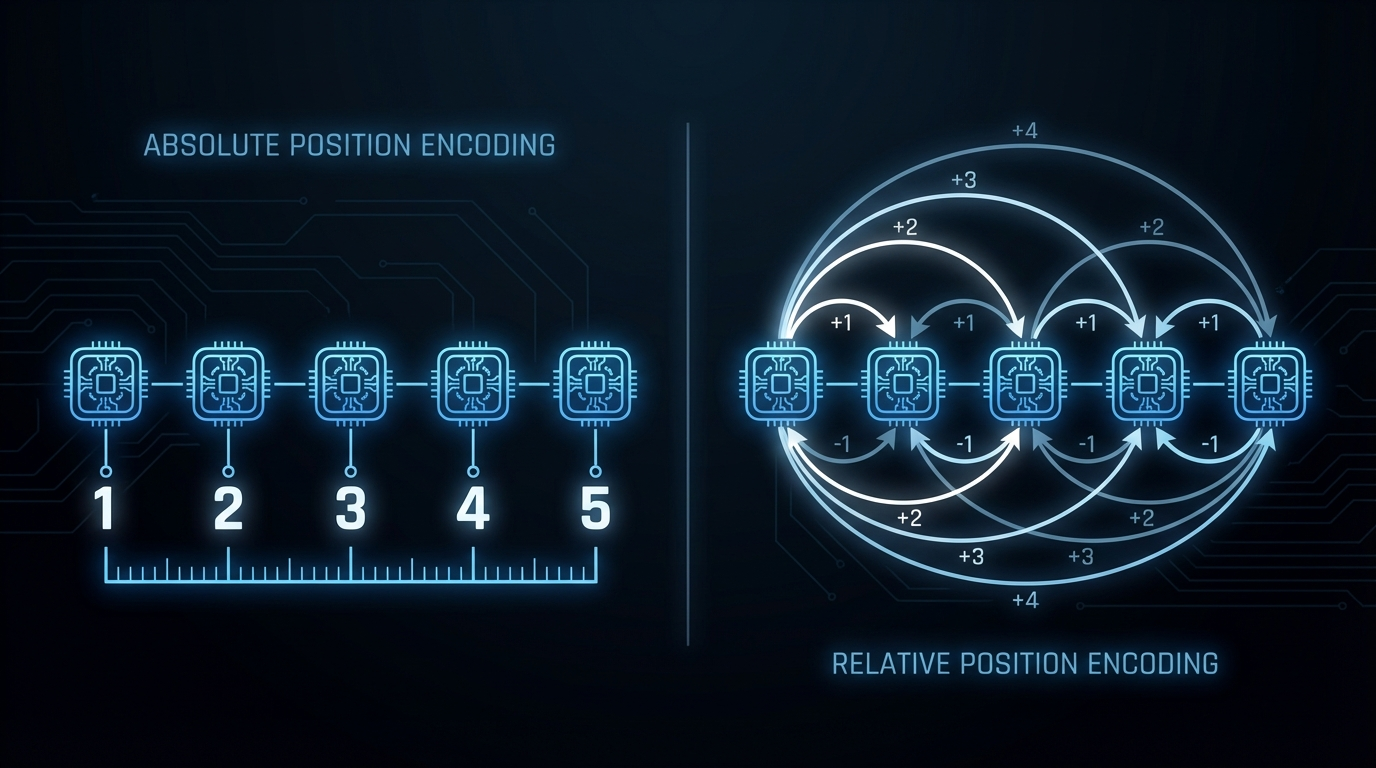 ABSOLUTE POSITION ENCODING
1 2 3 4 5
+4
+3
+2 +2
+1 +1 +1 +1
-1 -1 -1 -1
+2 +2
+3 +3
+4
RELATIVE POSITION ENCODING